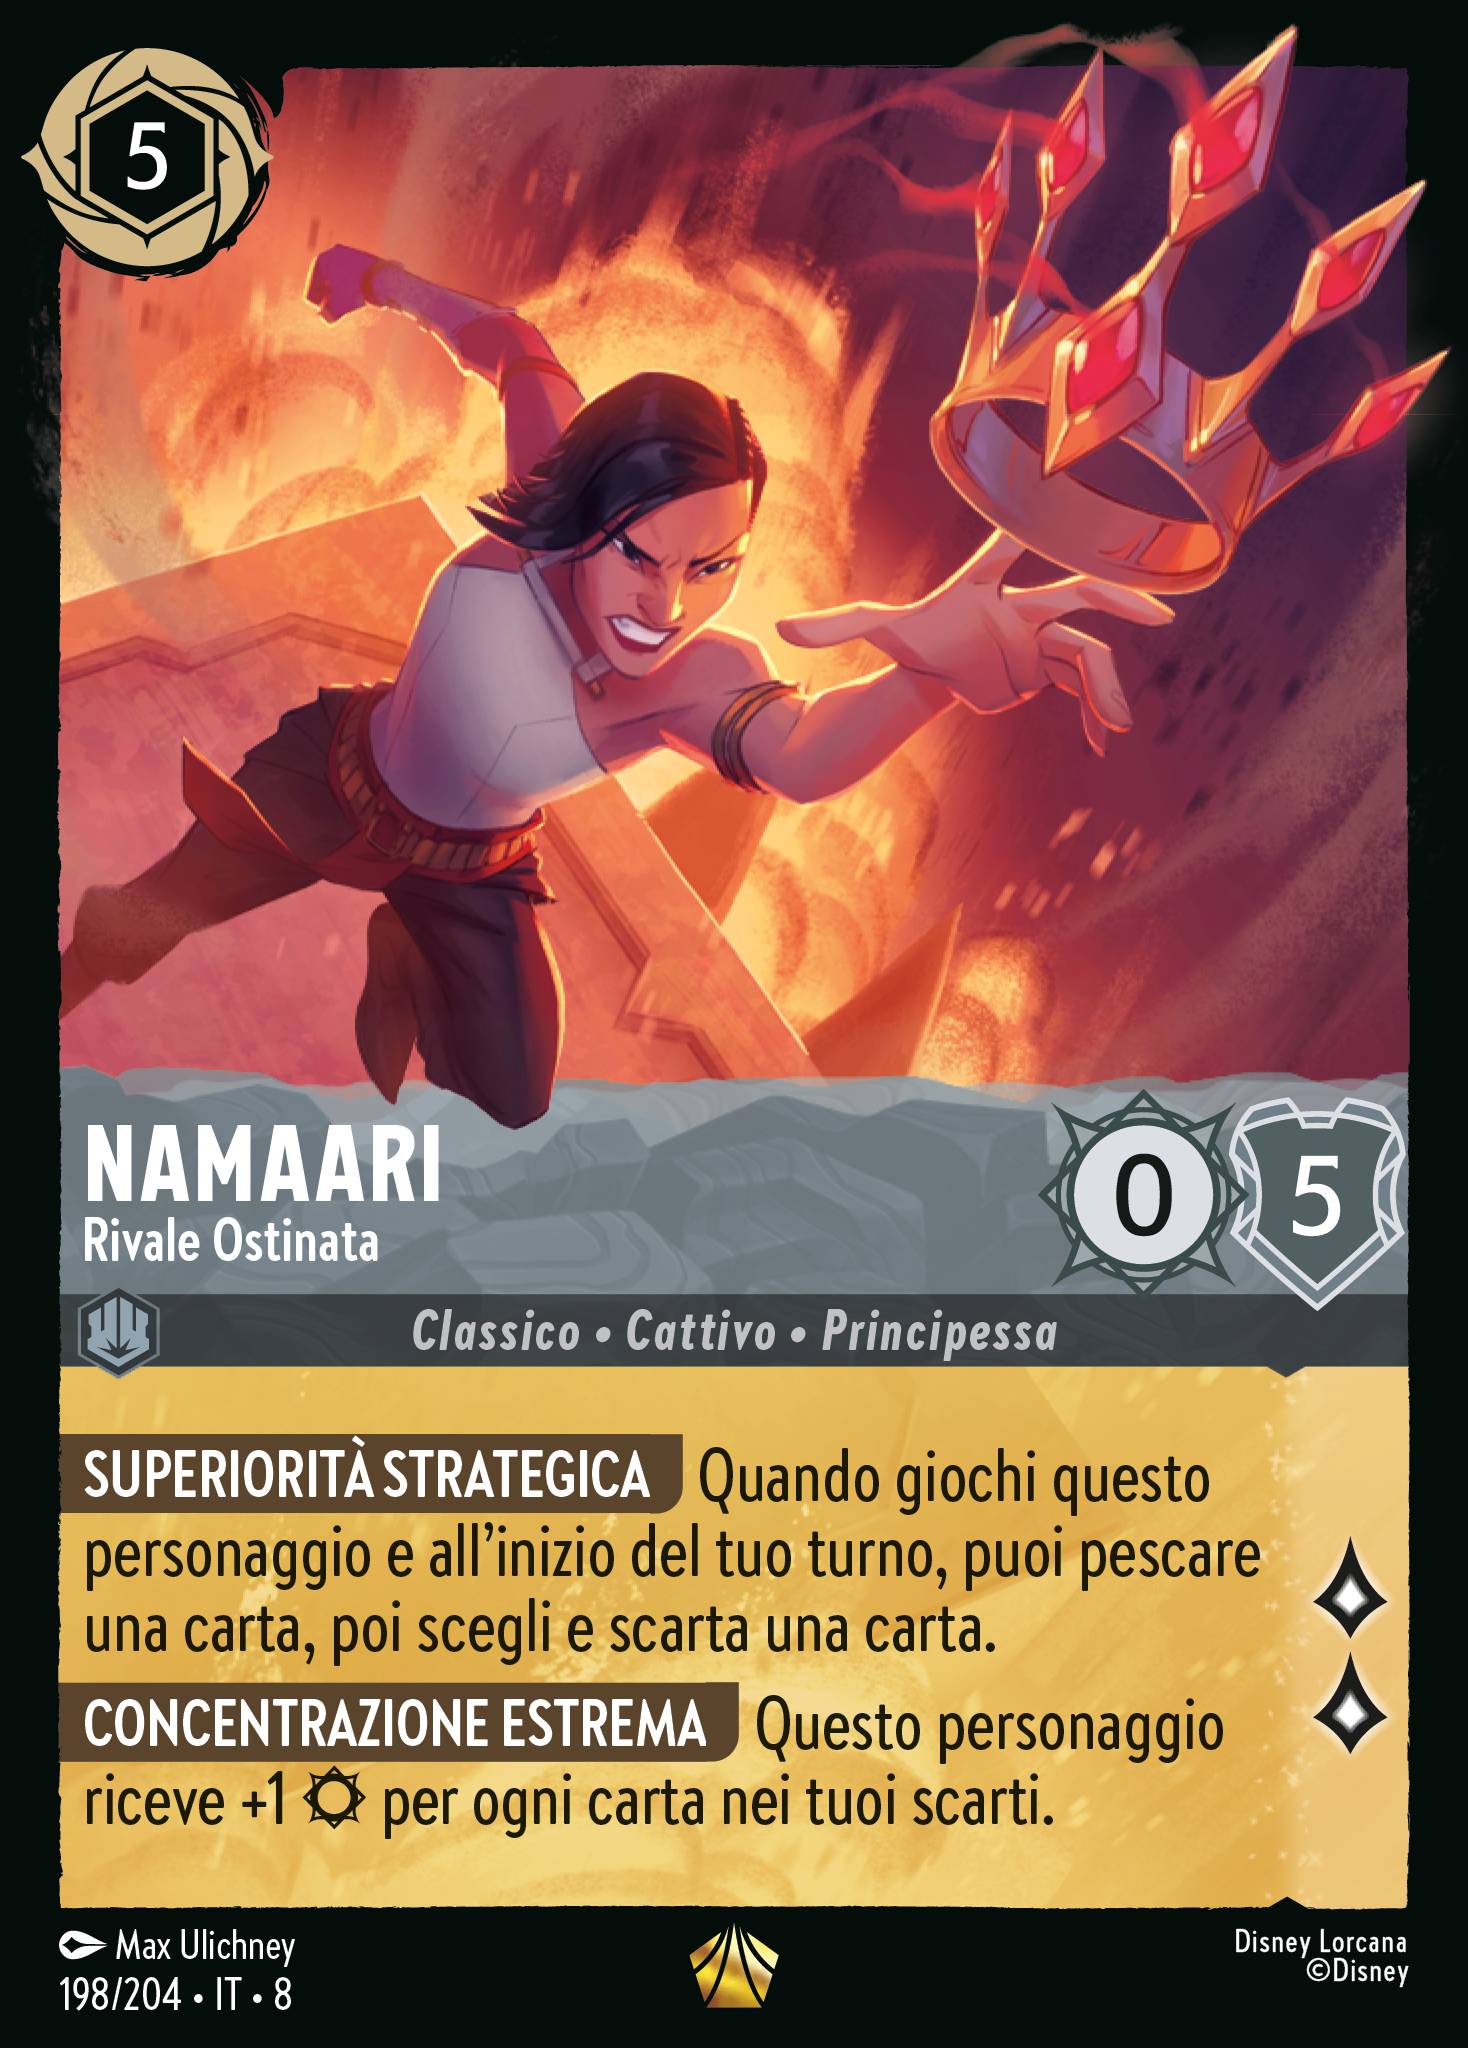 5
NAMAARI
Rivale Ostinata
0 5
Classico • Cattivo • Principessa
SUPERIORITÀ STRATEGICA Quando giochi questo
personaggio e all'inizio del tuo turno, puoi pescare
una carta, poi scegli e scarta una carta.
CONCENTRAZIONE ESTREMA Questo personaggio
riceve +1 per ogni carta nei tuoi scarti.
Max Ulichney
198/204 • IT • 8
Disney Lorcana
©Disney